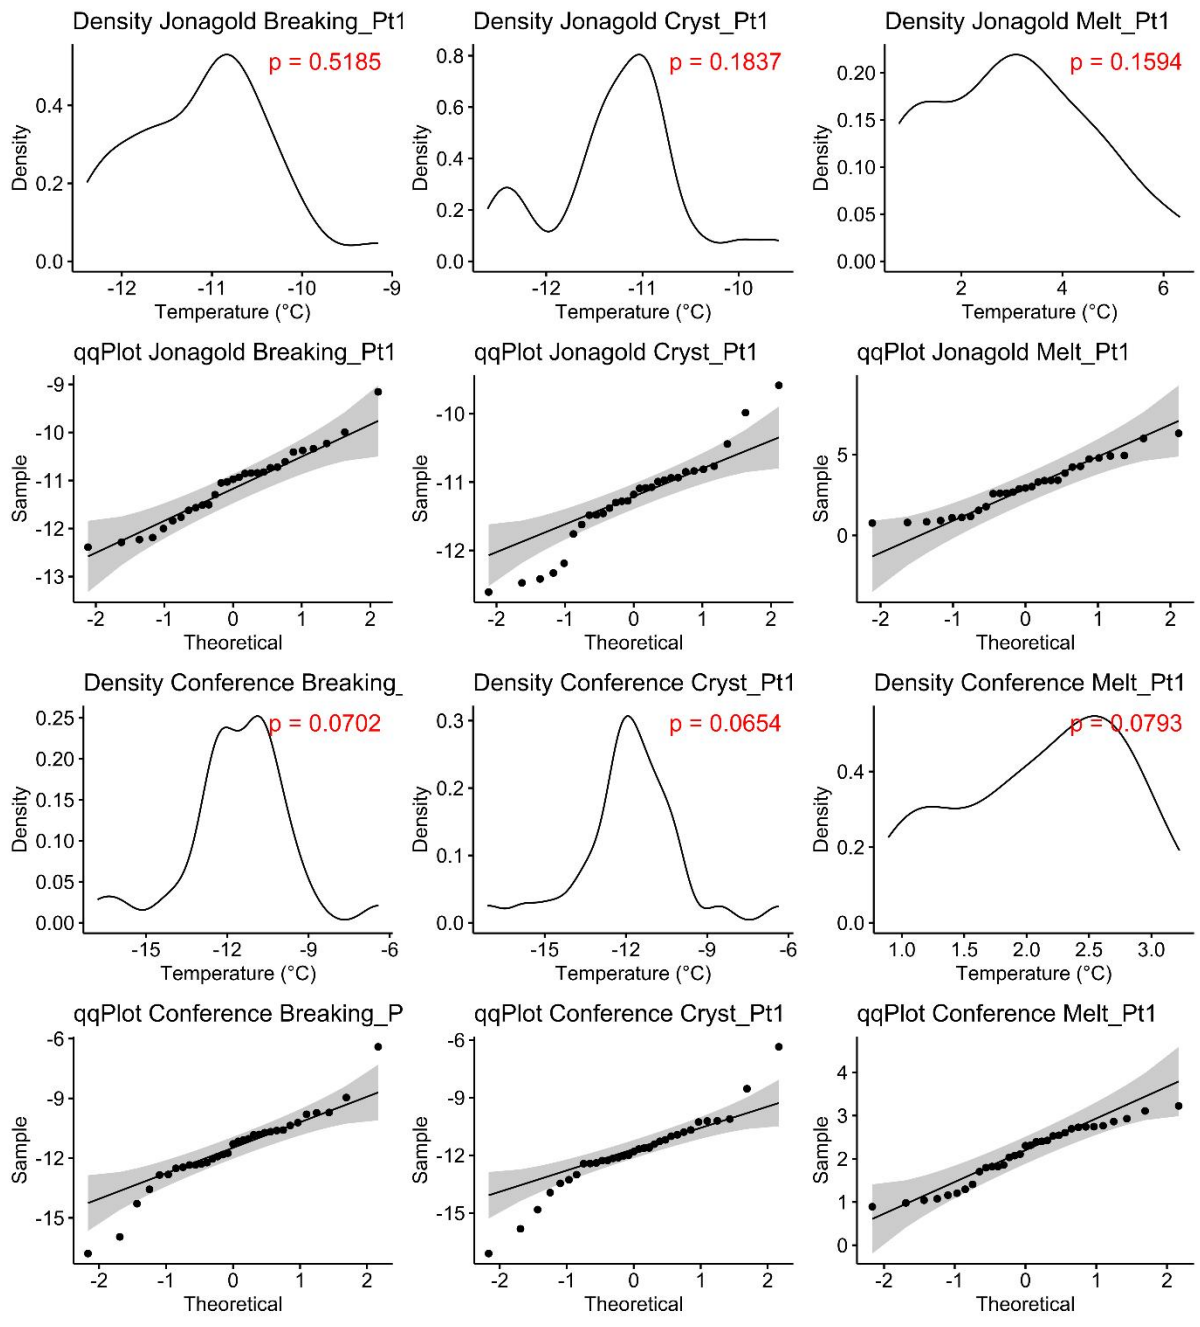 Density Jonagold Breaking_Pt1
p = 0.5185
Density
0.4
0.2
0.0
-12
-11
-10
-9
Temperature (°C)
Density Jonagold Cryst_Pt1
p = 0.1837
Density
0.8
0.6
0.4
0.2
0.0
-12
-11
-10
Temperature (°C)
Density Jonagold Melt_Pt1
p = 0.1594
Density
0.20
0.15
0.10
0.05
0.00
2
4
6
Temperature (°C)
qqPlot Jonagold Breaking_Pt1
Sample
-9
-10
-11
-12
-13
-2
-1
0
1
2
Theoretical
qqPlot Jonagold Cryst_Pt1
Sample
-10
-11
-12
-2
-1
0
1
2
Theoretical
qqPlot Jonagold Melt_Pt1
Sample
5
0
-2
-1
0
1
2
Theoretical
Density Conference Breaking_
p = 0.0702
Density
0.25
0.20
0.15
0.10
0.05
0.00
-15
-12
-9
-6
Temperature (°C)
Density Conference Cryst_Pt1
p = 0.0654
Density
0.3
0.2
0.1
0.0
-15
-12
-9
-6
Temperature (°C)
Density Conference Melt_Pt1
p = 0.0793
Density
0.4
0.2
0.0
1.0
1.5
2.0
2.5
3.0
Temperature (°C)
qqPlot Conference Breaking_P
Sample
-6
-9
-12
-15
-2
-1
0
1
2
Theoretical
qqPlot Conference Cryst_Pt1
Sample
-6
-9
-12
-15
-2
-1
0
1
2
Theoretical
qqPlot Conference Melt_Pt1
Sample
4
3
2
1
0
-2
-1
0
1
2
Theoretical